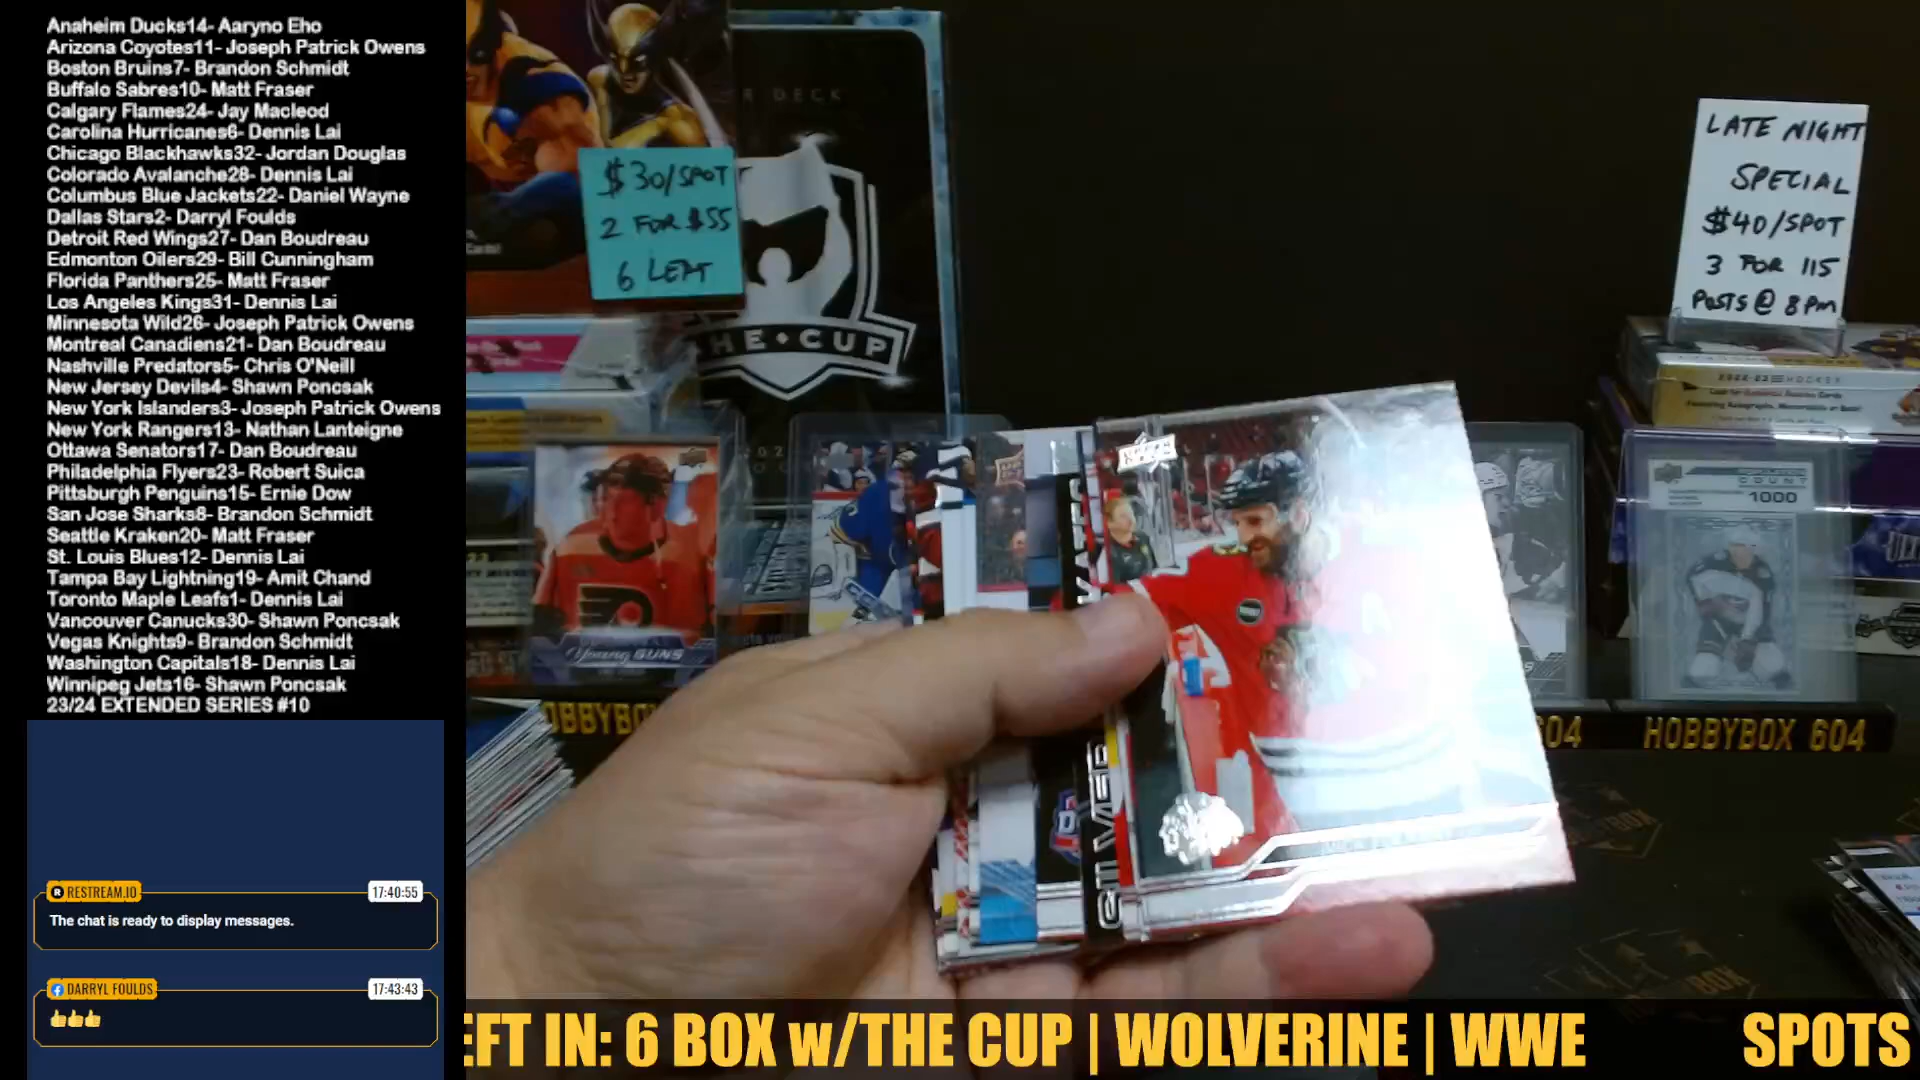 Anaheim Ducks14- Aaryno Eho
Arizona Coyotes11- Joseph Patrick Owens
Boston Bruins7- Brandon Schmidt
Buffalo Sabres10- Matt Fraser
Calgary Flames24- Jay Macleod
Carolina Hurricanes6- Dennis Lai
Chicago Blackhawks32- Jordan Douglas
Colorado Avalanche28- Dennis Lai
Columbus Blue Jackets22- Daniel Wayne
Dallas Stars2- Darryl Foulds
Detroit Red Wings27- Dan Boudreau
Edmonton Oilers29- Bill Cunningham
Florida Panthers25- Matt Fraser
Los Angeles Kings31- Dennis Lai
Minnesota Wild26- Joseph Patrick Owens
Montreal Canadiens21- Dan Boudreau
Nashville Predators5- Chris O'Neill
New Jersey Devils4- Shawn Poncsak
New York Islanders3- Joseph Patrick Owens
New York Rangers13- Nathan Lanteigne
Ottawa Senators17- Dan Boudreau
Philadelphia Flyers23- Robert Suica
Pittsburgh Penguins15- Ernie Dow
San Jose Sharks8- Brandon Schmidt
Seattle Kraken20- Matt Fraser
St. Louis Blues12- Dennis Lai
Tampa Bay Lightning19- Amit Chand
Toronto Maple Leafs1- Dennis Lai
Vancouver Canucks30- Shawn Poncsak
Vegas Knights9- Brandon Schmidt
Washington Capitals18- Dennis Lai
Winnipeg Jets16- Shawn Poncsak
23/24 EXTENDED SERIES #10
RESTREAM.IO
17:40:55
The chat is ready to display messages.
DARRYL FOULDS
17:43:43
👍👍👍
DECK
$30/SPOT
2 FOR $55
6 LEFT
THE CUP
LATE NIGHT
SPECIAL
$40/SPOT
3 FOR 115
POSTS @ 8PM
HOCKEY
COUNT
1000
Young GUNS
HOBBYBOX 604
604
OBBYBO
EFT IN: 6 BOX w/THE CUP | WOLVERINE | WWE
SPOTS